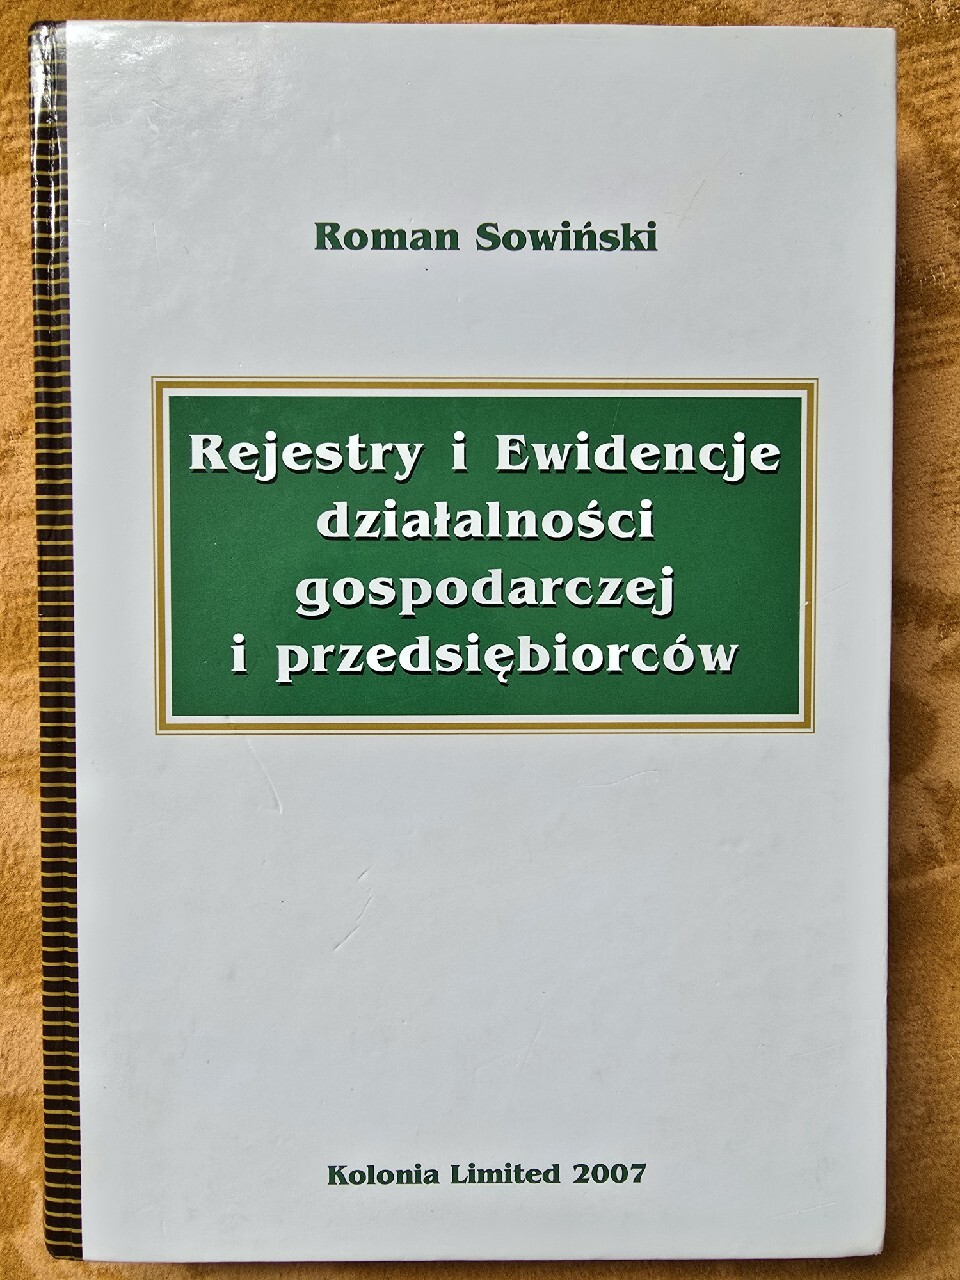 Roman Sowiński
Rejestry i Ewidencje
działalności
gospodarczej
i przedsiębiorców
Kolonia Limited 2007